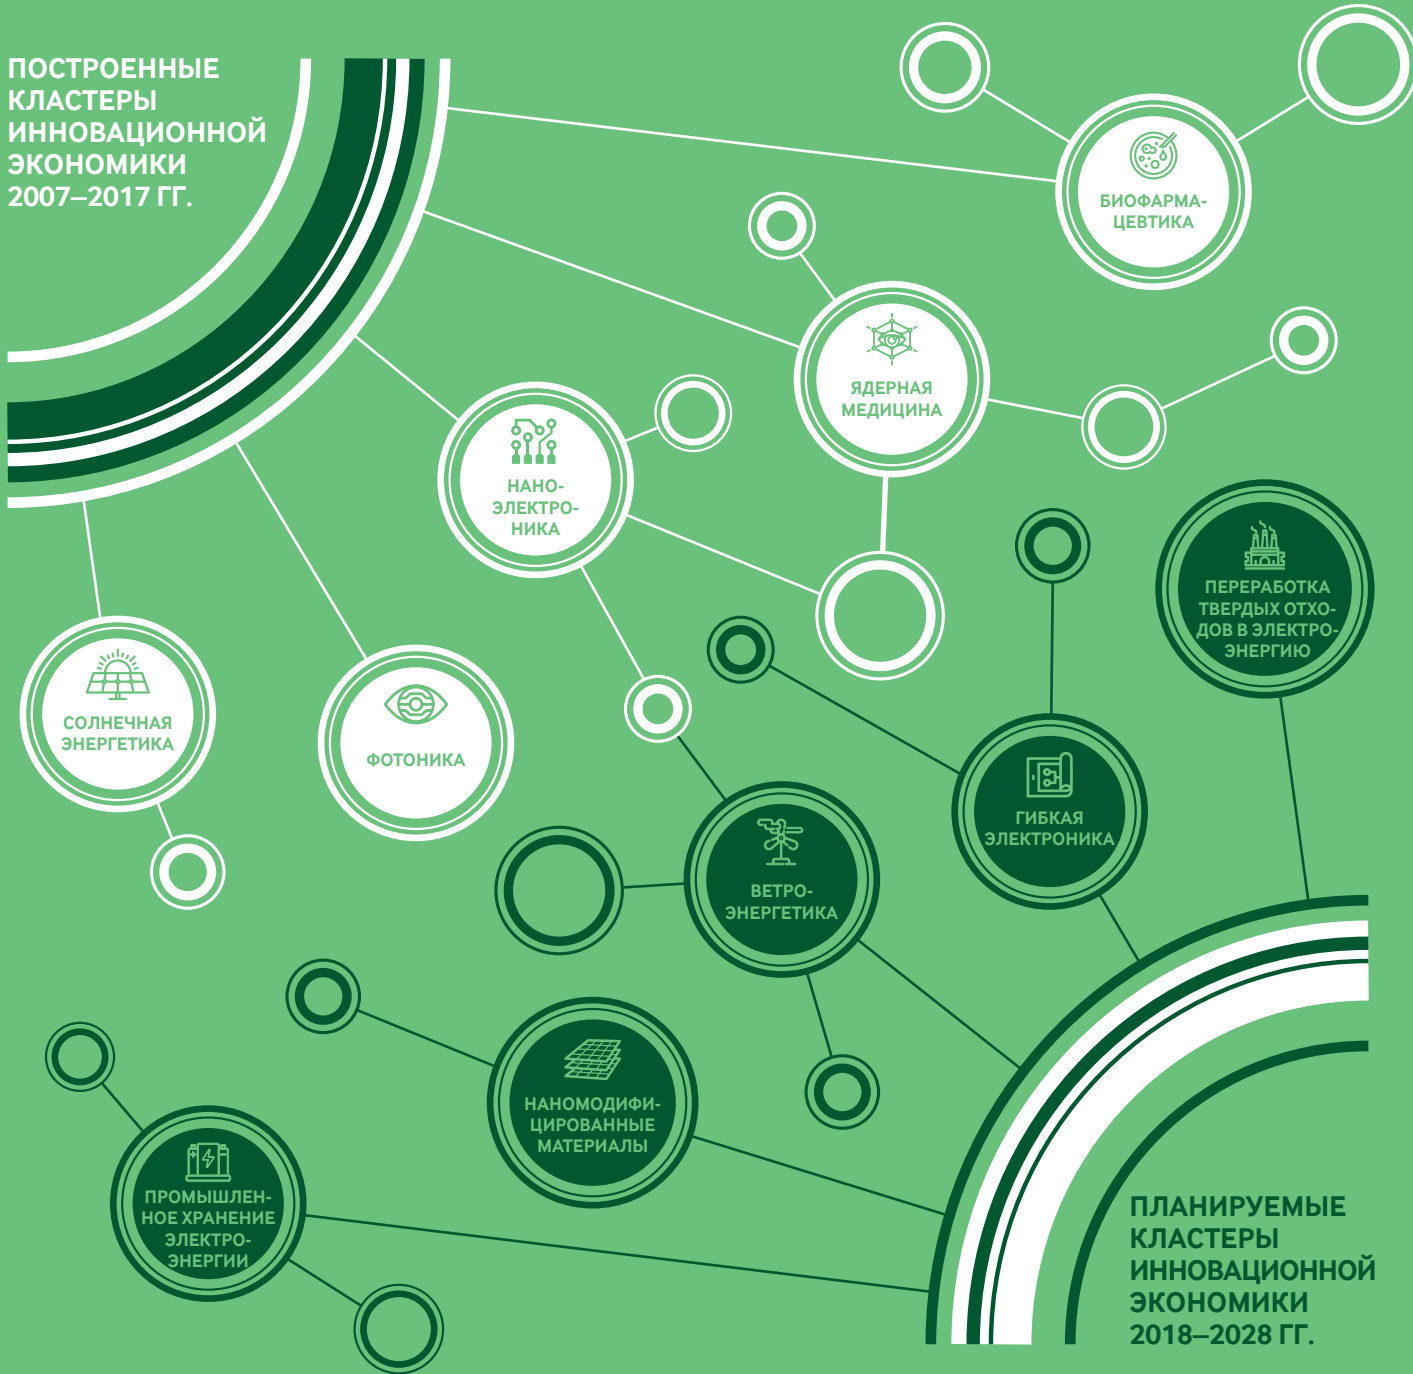 ПОСТРОЕННЫЕ
КЛАСТЕРЫ
ИННОВАЦИОННОЙ
ЭКОНОМИКИ
2007–2017 ГГ.
БИОФАРМА-
ЦЕВТИКА
ЯДЕРНАЯ
МЕДИЦИНА
НАНО-
ЭЛЕКТРО-
НИКА
СОЛНЕЧНАЯ
ЭНЕРГЕТИКА
ФОТОНИКА
ПЕРЕРАБОТКА
ТВЕРДЫХ ОТХО-
ДОВ В ЭЛЕКТРО-
ЭНЕРГИЮ
ГИБКАЯ
ЭЛЕКТРОНИКА
ВЕТРО-
ЭНЕРГЕТИКА
НАНОМОДИФИ-
ЦИРОВАННЫЕ
МАТЕРИАЛЫ
ПРОМЫШЛЕН-
НОЕ ХРАНЕНИЕ
ЭЛЕКТРО-
ЭНЕРГИИ
ПЛАНИРУЕМЫЕ
КЛАСТЕРЫ
ИННОВАЦИОННОЙ
ЭКОНОМИКИ
2018–2028 ГГ.